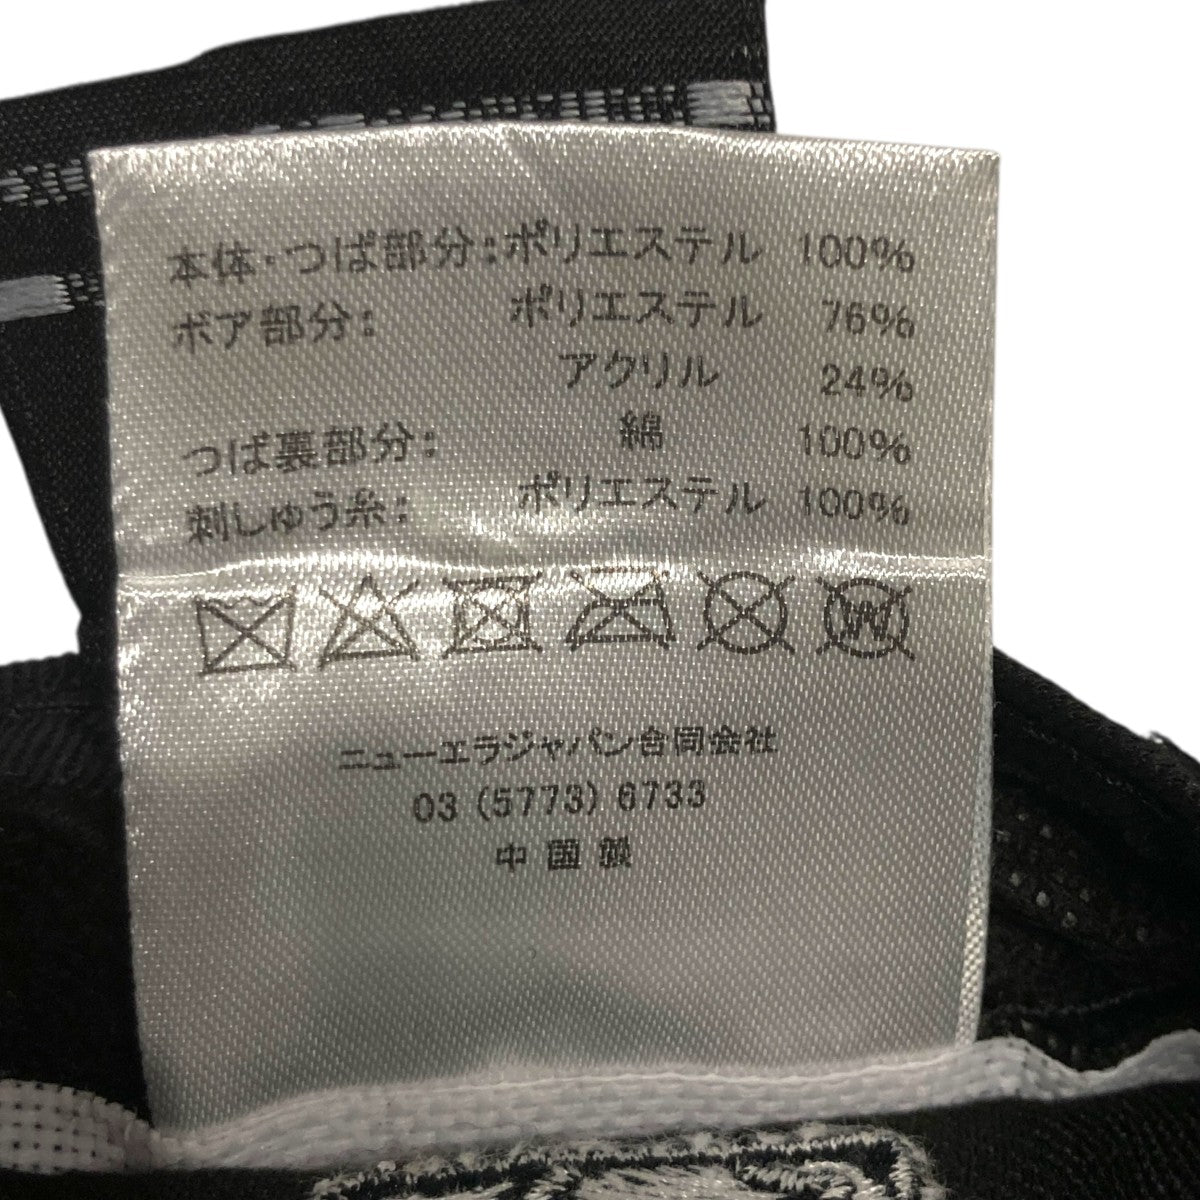 本体・つば部分:ポリエステル 100%
ボア部分: ポリエステル 76%
アクリル 24%
つば裏部分: 綿 100%
刺しゅう糸: ポリエステル 100%
W
ニューエラジャパン合同会社
03 (5773) 6733
中国製